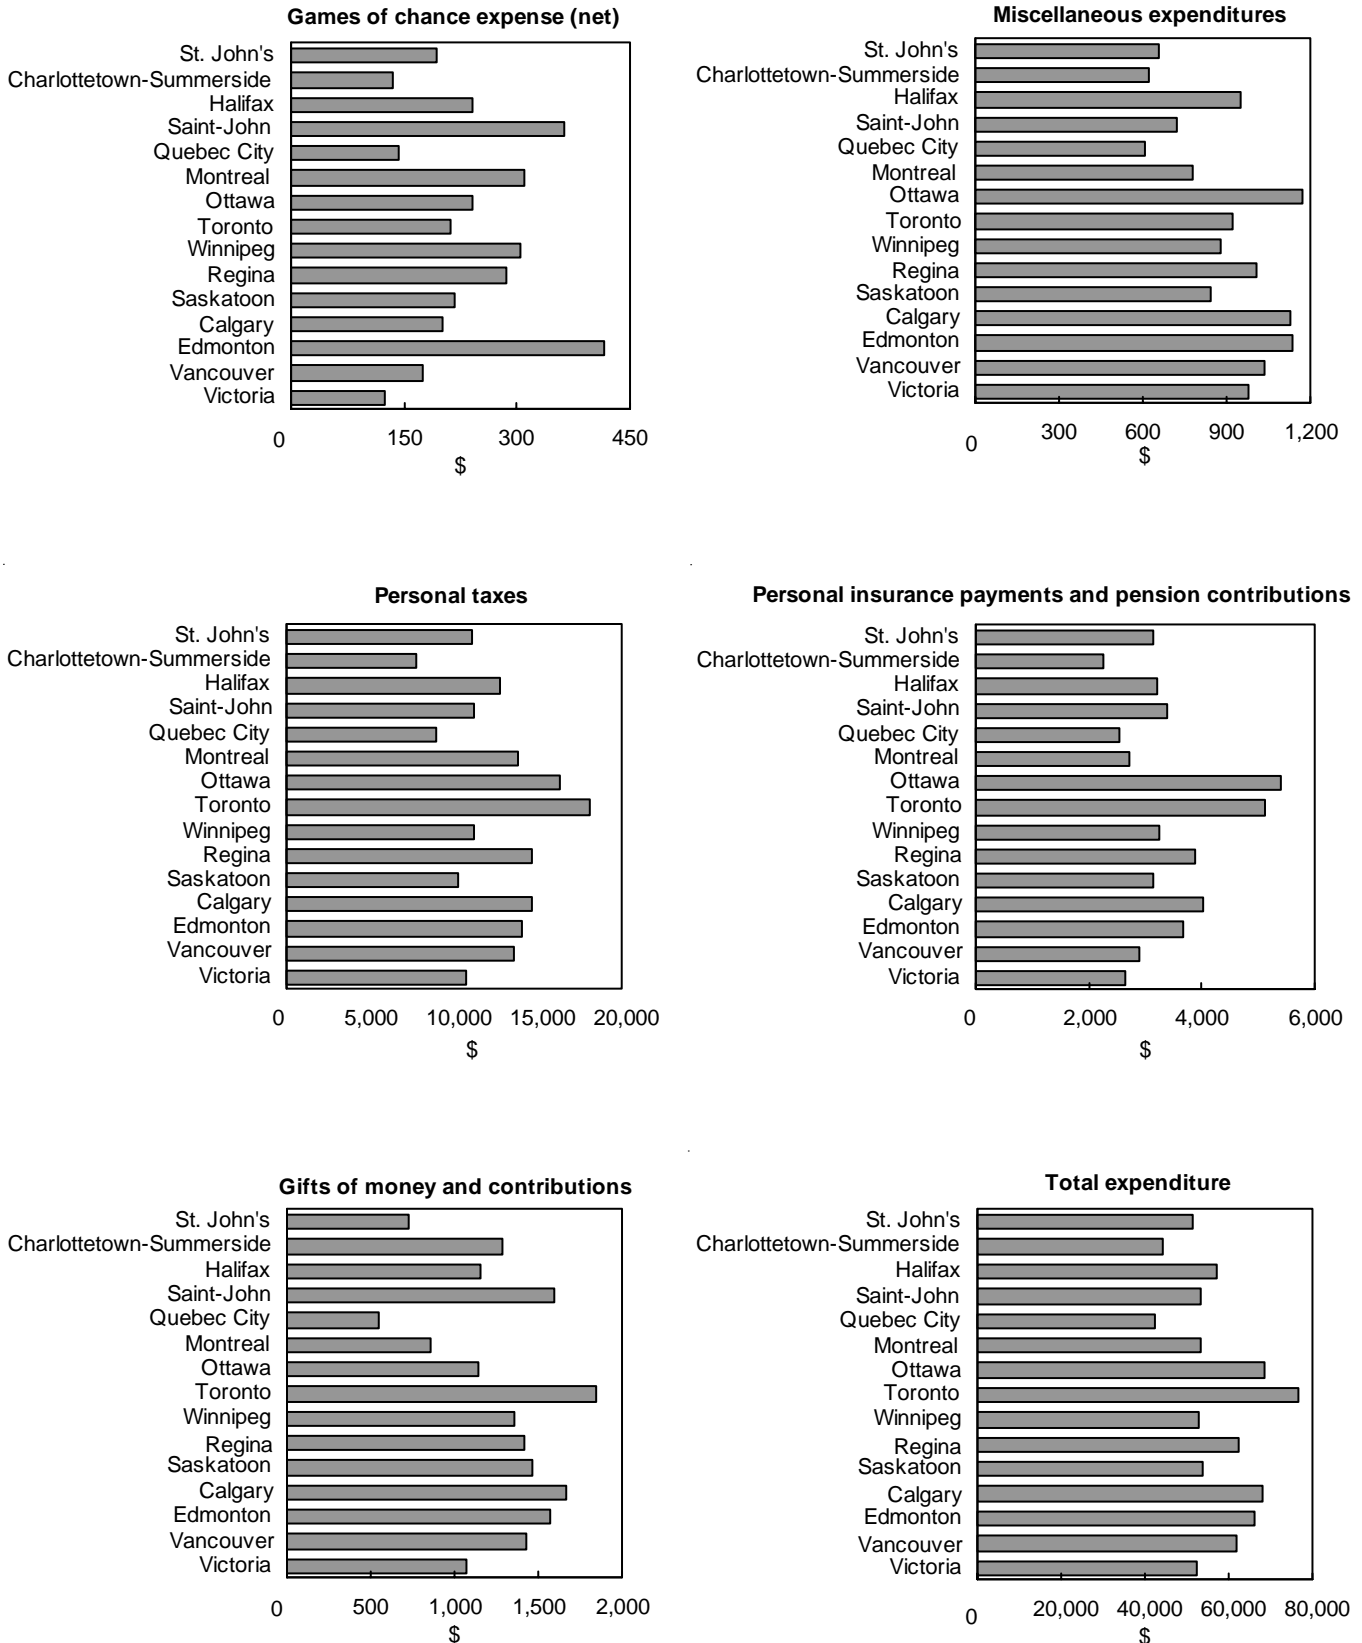 Games of chance expense (net)
St. John's
Charlottetown-Summerside
Halifax
Saint-John
Quebec City
Montreal
Ottawa
Toronto
Winnipeg
Regina
Saskatoon
Calgary
Edmonton
Vancouver
Victoria
0 150 300 450
$
Miscellaneous expenditures
St. John's
Charlottetown-Summerside
Halifax
Saint-John
Quebec City
Montreal
Ottawa
Toronto
Winnipeg
Regina
Saskatoon
Calgary
Edmonton
Vancouver
Victoria
0 300 600 900 1,200
$
Personal taxes
St. John's
Charlottetown-Summerside
Halifax
Saint-John
Quebec City
Montreal
Ottawa
Toronto
Winnipeg
Regina
Saskatoon
Calgary
Edmonton
Vancouver
Victoria
0 5,000 10,000 15,000 20,000
$
Personal insurance payments and pension contributions
St. John's
Charlottetown-Summerside
Halifax
Saint-John
Quebec City
Montreal
Ottawa
Toronto
Winnipeg
Regina
Saskatoon
Calgary
Edmonton
Vancouver
Victoria
0 2,000 4,000 6,000
$
Gifts of money and contributions
St. John's
Charlottetown-Summerside
Halifax
Saint-John
Quebec City
Montreal
Ottawa
Toronto
Winnipeg
Regina
Saskatoon
Calgary
Edmonton
Vancouver
Victoria
0 500 1,000 1,500 2,000
$
Total expenditure
St. John's
Charlottetown-Summerside
Halifax
Saint-John
Quebec City
Montreal
Ottawa
Toronto
Winnipeg
Regina
Saskatoon
Calgary
Edmonton
Vancouver
Victoria
0 20,000 40,000 60,000 80,000
$